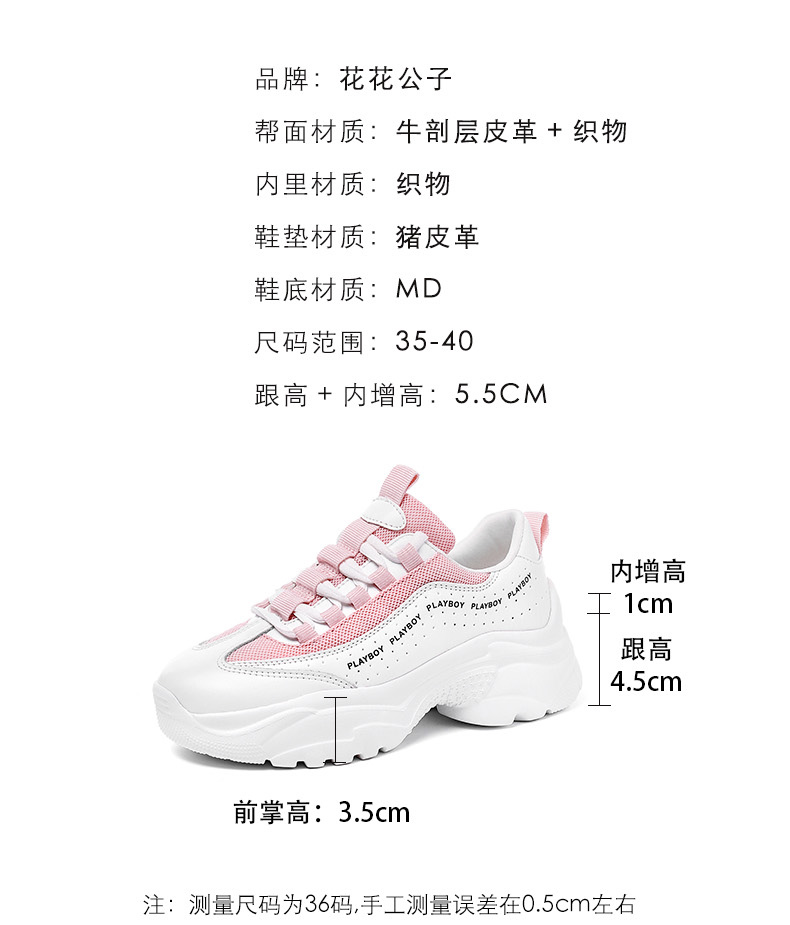 品牌：花花公子
帮面材质：牛剖层皮革 + 织物
内里材质：织物
鞋垫材质：猪皮革
鞋底材质：MD
尺码范围：35-40
跟高 + 内增高：5.5CM
PLAYBOY PLAYBOY PLAYBOY PLAYBOY PLAYBOY
内增高
1cm
跟高
4.5cm
前掌高：3.5cm
注：测量尺码为36码,手工测量误差在0.5cm左右